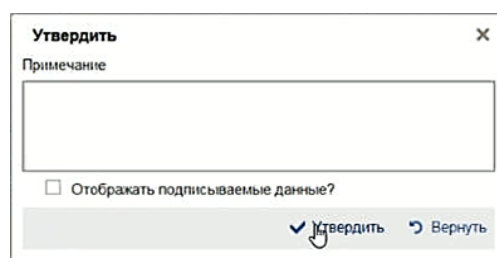 Утвердить
Примечание
Отображать подписываемые данные?
Утвердить Вернуть